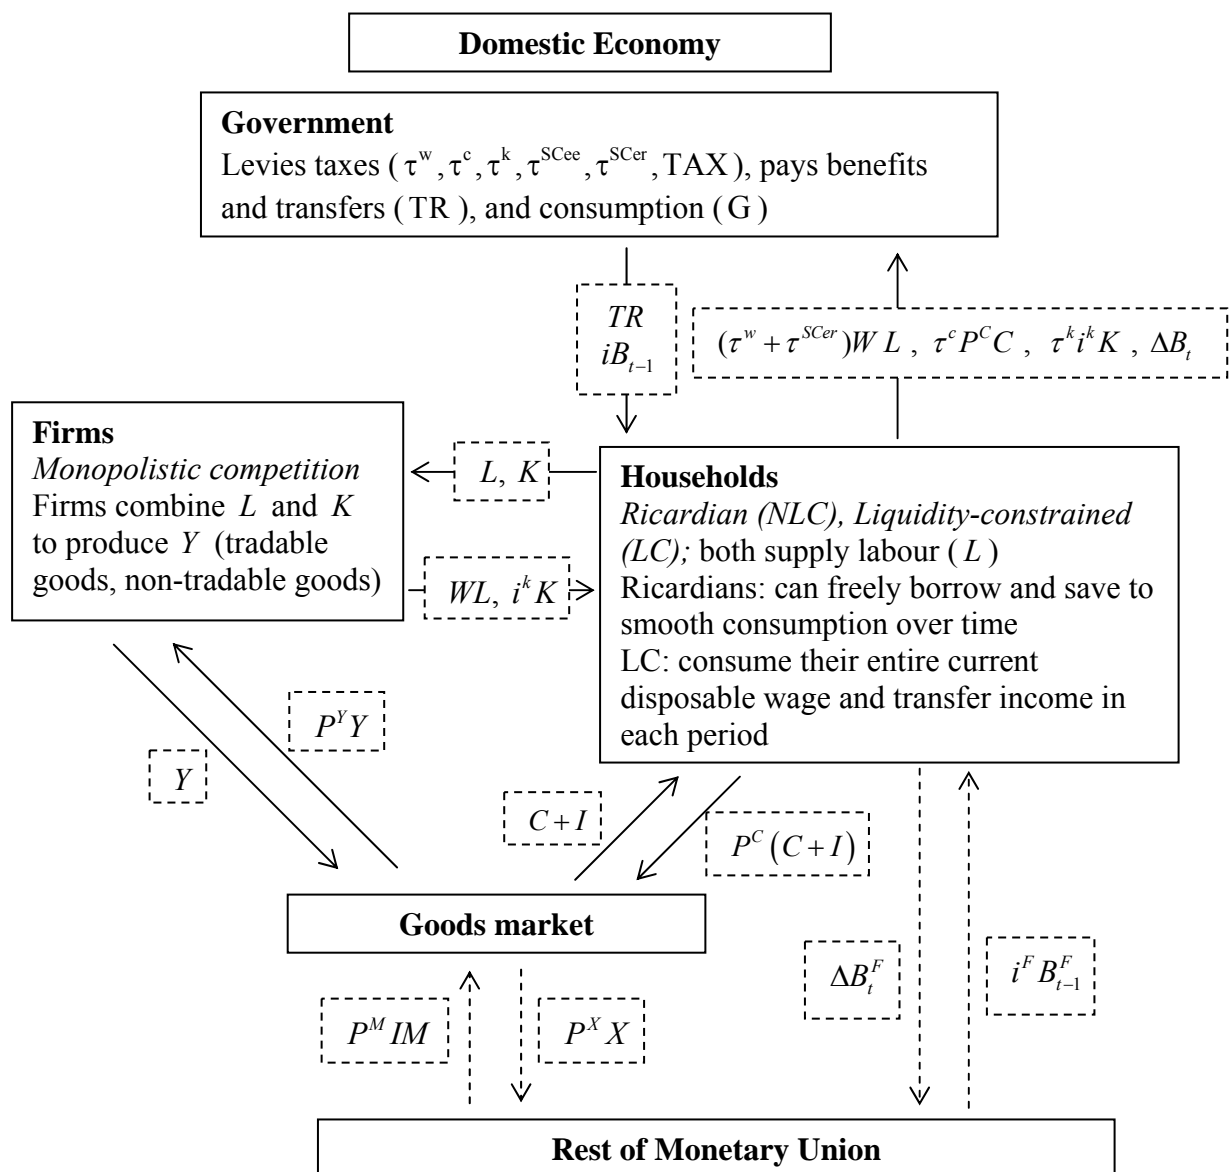 Domestic Economy
Government
Levies taxes ( τ^w, τ^c, τ^k, τ^SCee, τ^SCer, TAX ), pays benefits
and transfers ( TR ), and consumption ( G )
TR
iB_{t−1}
(τ^w + τ^SCer)W L , τ^c P^C C , τ^k i^k K , ΔB_t
Firms
Monopolistic competition
Firms combine L and K
to produce Y (tradable
goods, non-tradable goods)
L, K
WL, i^k K
Households
Ricardian (NLC), Liquidity-constrained
(LC); both supply labour ( L )
Ricardians: can freely borrow and save to
smooth consumption over time
LC: consume their entire current
disposable wage and transfer income in
each period
P^Y Y
Y
C + I
P^C (C + I)
Goods market
ΔB_t^F
i^F B_{t−1}^F
P^M IM
P^X X
Rest of Monetary Union